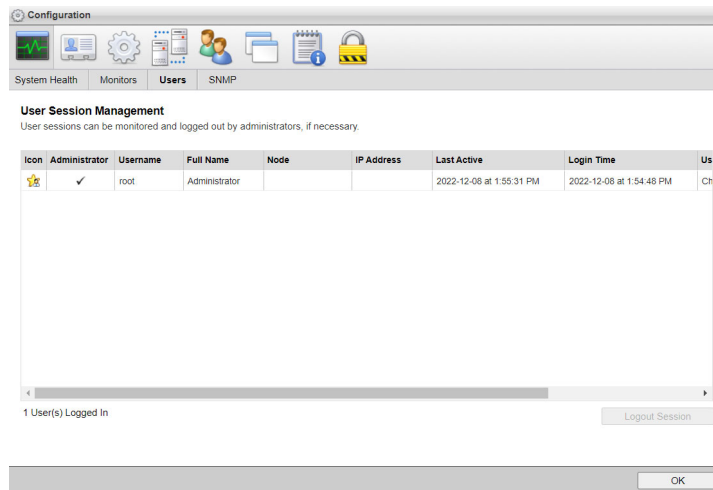 Configuration
System Health Monitors Users SNMP
User Session Management
User sessions can be monitored and logged out by administrators, if necessary.
Icon Administrator Username Full Name Node IP Address Last Active Login Time Us
root Administrator 2022-12-08 at 1:55:31 PM 2022-12-08 at 1:54:48 PM Ch
1 User(s) Logged In
Logout Session
OK